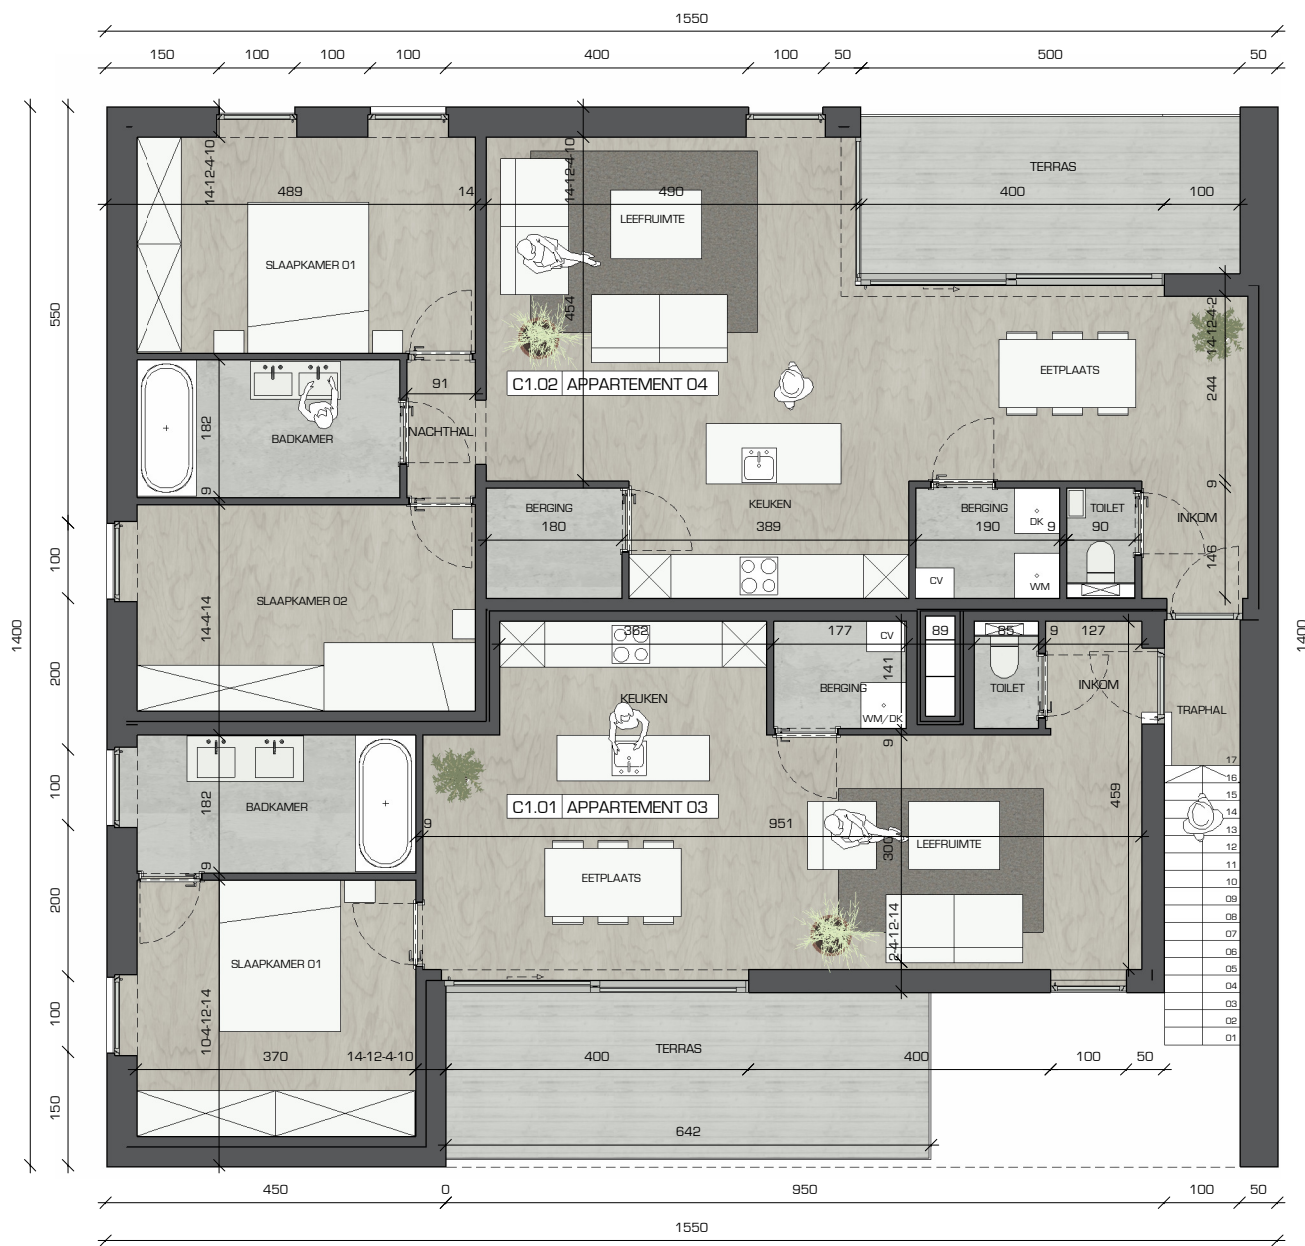 1550
150 100 100 100 400 100 50 500 50
14-12-4-10
14-12-4-10
TERRAS
489 14 490 400 100
LEEFRUIMTE
SLAAPKAMER 01
550
454
14-12-4-2
EETPLAATS
91
C1.02 APPARTEMENT 04
244
182
BADKAMER
NACHTHAL
9
9
BERGING
KEUKEN
BERGING
TOILET
DK
INKOM
180 389 190 9 90
100
146
CV
WM
SLAAPKAMER 02
14-4-14
1400
1400
362 177 CV 89 85 9 127
200
141
KEUKEN
BERGING
TOILET
INKOM
WM/DK
TRAPHAL
9
17
16
15
14
13
12
11
10
09
08
07
06
05
04
03
02
01
100
182
BADKAMER
C1.01 APPARTEMENT 03
459
9
951
300
LEEFRUIMTE
9
EETPLAATS
200
2-4-12-14
SLAAPKAMER 01
100
10-4-12-14
TERRAS
370 14-12-4-10 400 400 100 50
150
642
450 0 950 100 50
1550